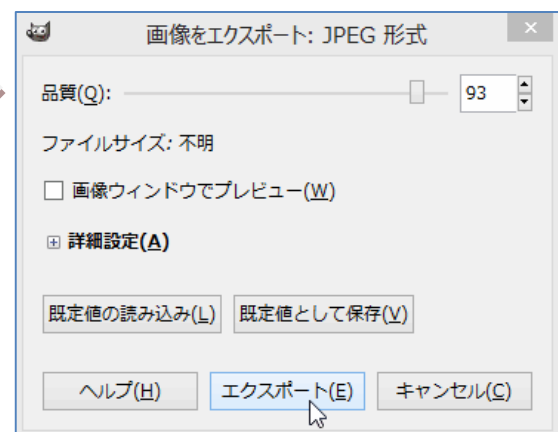 画像をエクスポート: JPEG 形式
品質(Q): 93
ファイルサイズ: 不明
画像ウィンドウでプレビュー(W)
詳細設定(A)
既定値の読み込み(L) 既定値として保存(V)
ヘルプ(H) エクスポート(E) キャンセル(C)